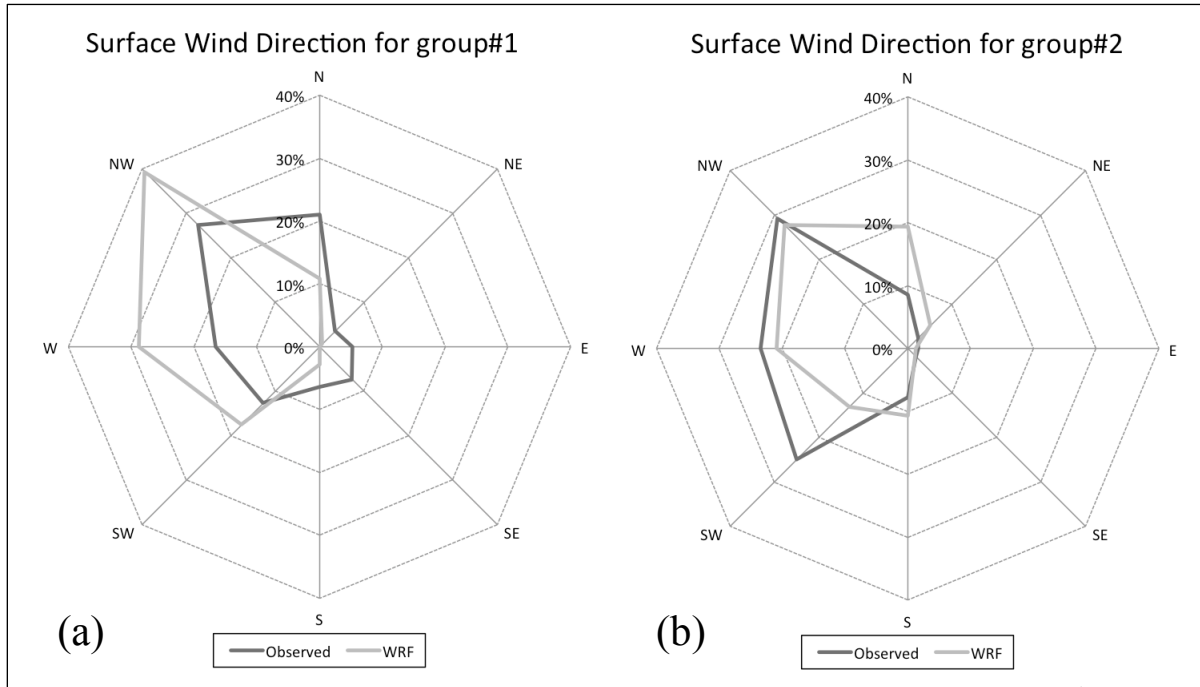 Surface Wind Direction for group#1
N
40%
30%
20%
10%
0%
NE
E
SE
S
SW
W
NW
(a)
Observed WRF
Surface Wind Direction for group#2
N
40%
30%
20%
10%
0%
NE
E
SE
S
SW
W
NW
(b)
Observed WRF